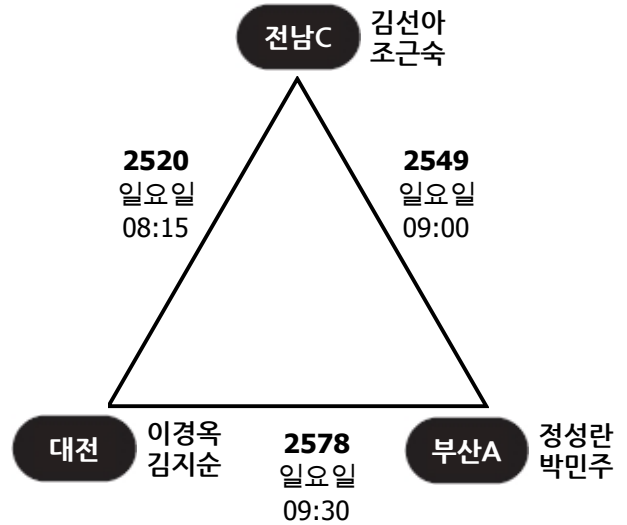 전남C
김선아
조근숙
2520
일요일
08:15
2549
일요일
09:00
대전
이경옥
김지순
2578
일요일
09:30
부산A
정성란
박민주